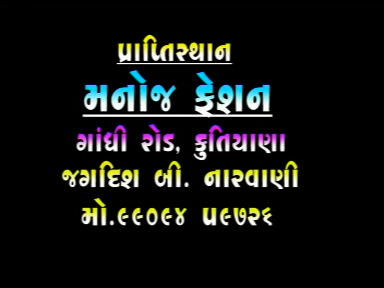 પ્રાપ્તિસ્થાન
મનોજ ફેશન
ગાંધી રોડ, કુતિયાણા
જગદિશ બી. નારવાણી
મો.૯૯૦૯૪ ૫૯૭૨૬